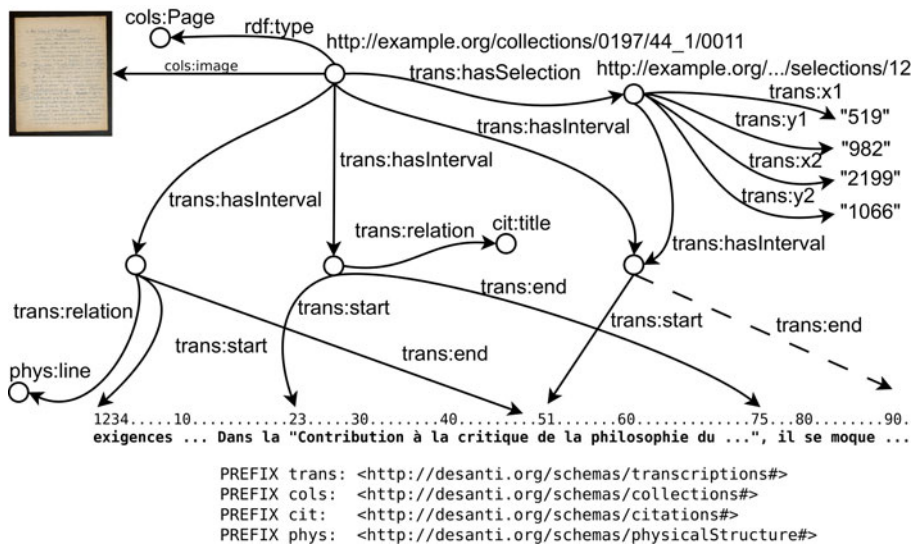 cols:Page
rdf:type
http://example.org/collections/0197/44_1/0011
cols:image
trans:hasSelection
http://example.org/.../selections/12
trans:x1
"519"
trans:y1
"982"
trans:x2
"2199"
trans:y2
"1066"
trans:hasInterval
trans:hasInterval
trans:hasInterval
trans:hasInterval
trans:relation
cit:title
trans:relation
trans:start
trans:end
trans:start
trans:start
trans:end
trans:end
phys:line
1234.....10..........23.....30........40.........51.......60.............75...80........90.
exigences ... Dans la "Contribution à la critique de la philosophie du ...", il se moque ...
PREFIX trans: <http://desanti.org/schemas/transcriptions#>
PREFIX cols: <http://desanti.org/schemas/collections#>
PREFIX cit: <http://desanti.org/schemas/citations#>
PREFIX phys: <http://desanti.org/schemas/physicalStructure#>